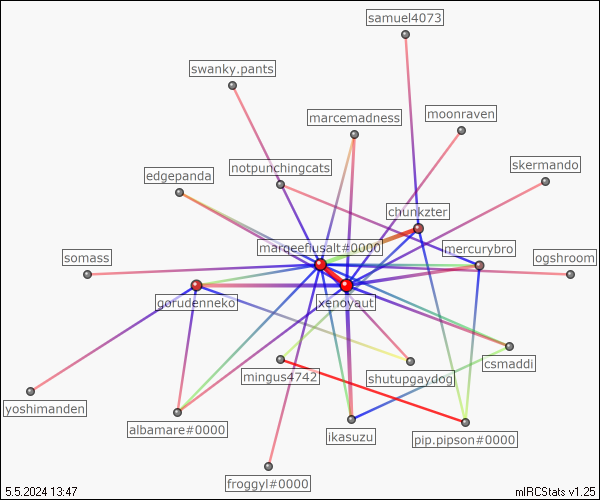 samuel4073
swanky.pants
marcemadness
moonraven
notpunchingcats
skermando
edgepanda
chunkzter
marqeeflusalt#0000
mercurybro
somass
ogshroom
gorudenneko
xenovaut
csmaddi
mingus4742
shutupgaydog
yoshimanden
albamare#0000
ikasuzu
pip.pipson#0000
froggyl#0000
5.5.2024 13:47
mIRCStats v1.25